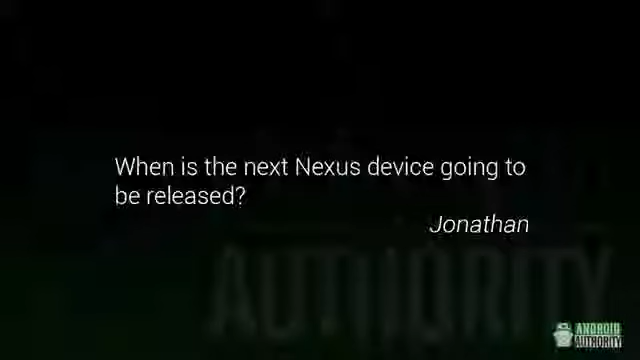 When is the next Nexus device going to
be released?
Jonathan
AUTHORITY
ANDROID
AUTHORITY